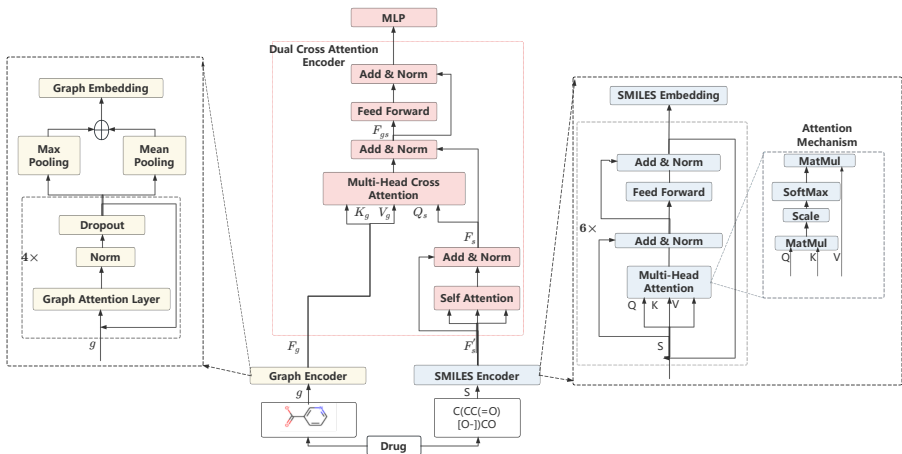 MLP
Dual Cross Attention
Encoder
Add & Norm
Feed Forward
F_gs
Add & Norm
Multi-Head Cross
Attention
K_g V_g Q_s
F_s
Add & Norm
Self Attention
F_g
F_s'
Graph Encoder
SMILES Encoder
g
S
C(CC(=O)
[O-])CO
Drug
Graph Embedding
Max
Pooling
Mean
Pooling
Dropout
4×
Norm
Graph Attention Layer
g
SMILES Embedding
Add & Norm
Feed Forward
6×
Add & Norm
Multi-Head
Attention
Q K V
S
Attention
Mechanism
MatMul
SoftMax
Scale
MatMul
Q K V